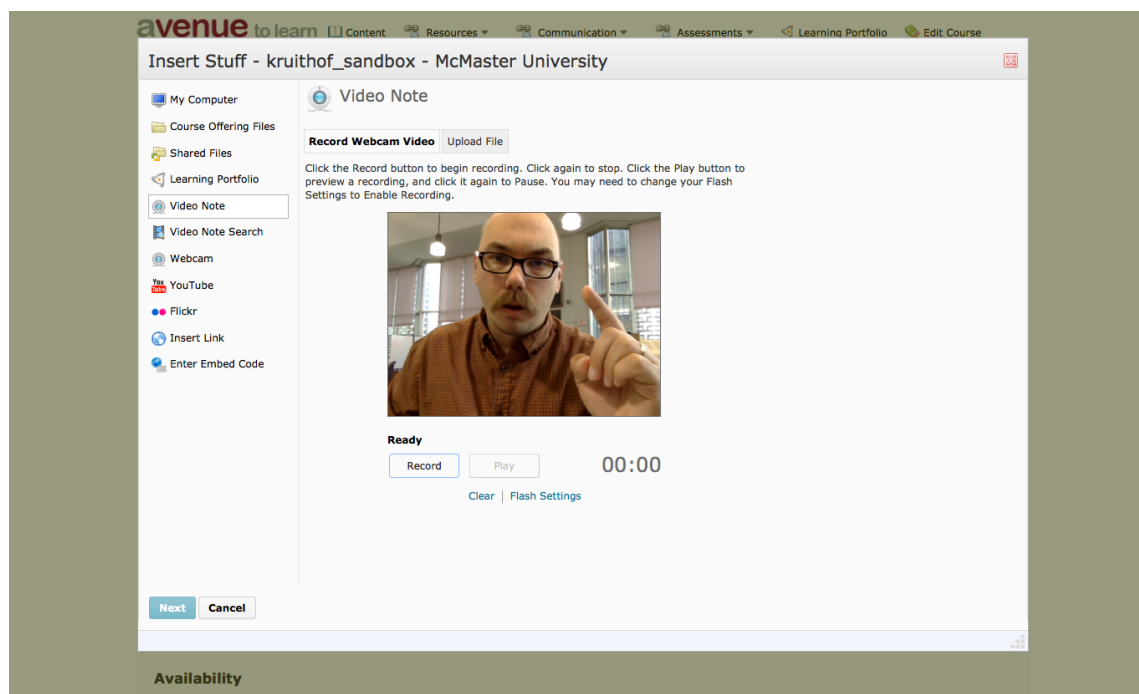 avenue to learn Content Resources Communication Assessments Learning Portfolio Edit Course
Insert Stuff - kruithof_sandbox - McMaster University
My Computer
Course Offering Files
Shared Files
Learning Portfolio
Video Note
Video Note Search
Webcam
You Tube YouTube
Flickr
Insert Link
Enter Embed Code
Video Note
Record Webcam Video Upload File
Click the Record button to begin recording. Click again to stop. Click the Play button to
preview a recording, and click it again to Pause. You may need to change your Flash
Settings to Enable Recording.
Ready
Record Play 00:00
Clear | Flash Settings
Next Cancel
Availability